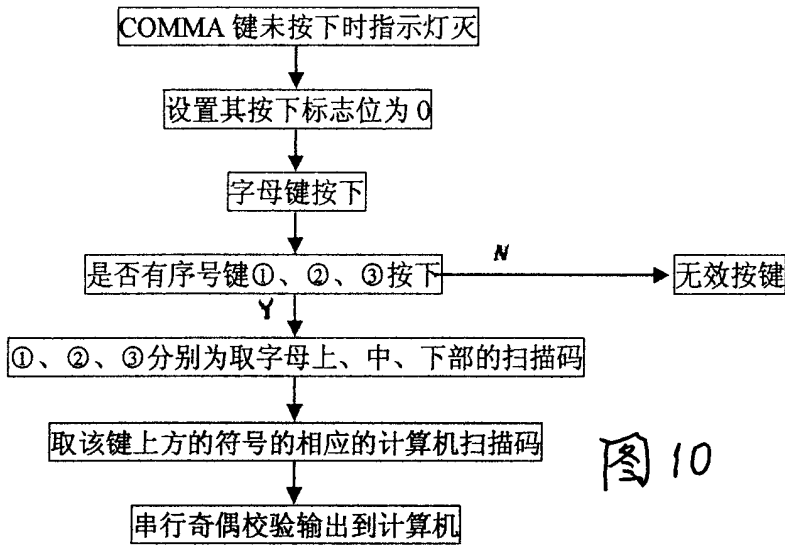 COMMA 键未按下时指示灯灭
设置其按下标志位为 0
字母键按下
是否有序号键①、②、③按下
N
无效按键
Y
①、②、③分别为取字母上、中、下部的扫描码
取该键上方的符号的相应的计算机扫描码
图 10
串行奇偶校验输出到计算机